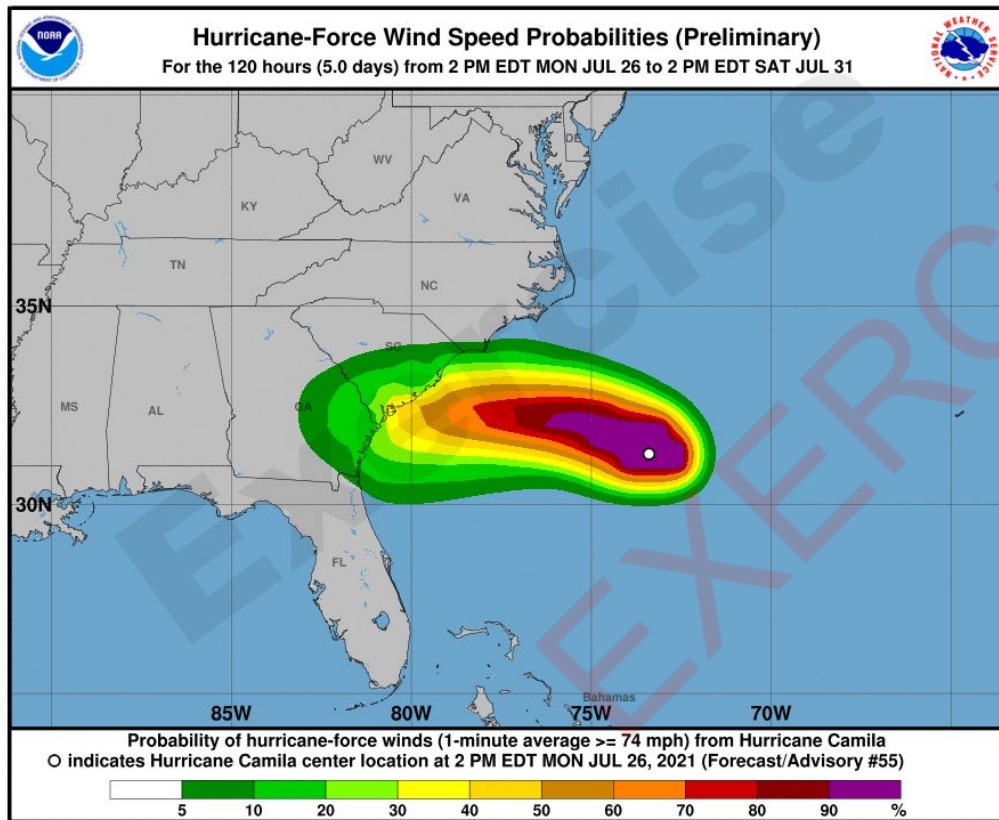 Hurricane-Force Wind Speed Probabilities (Preliminary)
For the 120 hours (5.0 days) from 2 PM EDT MON JUL 26 to 2 PM EDT SAT JUL 31
NOAA
NATIONAL WEATHER SERVICE
DE
WV
KY
VA
TN
NC
35N
SC
MS
AL
GA
30N
FL
Bahamas
85W
80W
75W
70W
Exercise
EXERC
Probability of hurricane-force winds (1-minute average >= 74 mph) from Hurricane Camila
O indicates Hurricane Camila center location at 2 PM EDT MON JUL 26, 2021 (Forecast/Advisory #55)
5 10 20 30 40 50 60 70 80 90 %